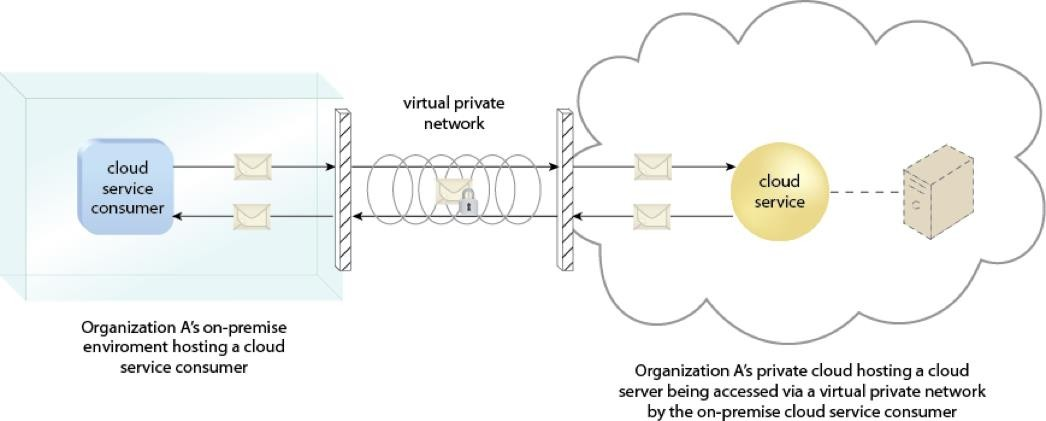 virtual private
network
cloud
service
consumer
cloud
service
Organization A's on-premise
enviroment hosting a cloud
service consumer
Organization A's private cloud hosting a cloud
server being accessed via a virtual private network
by the on-premise cloud service consumer